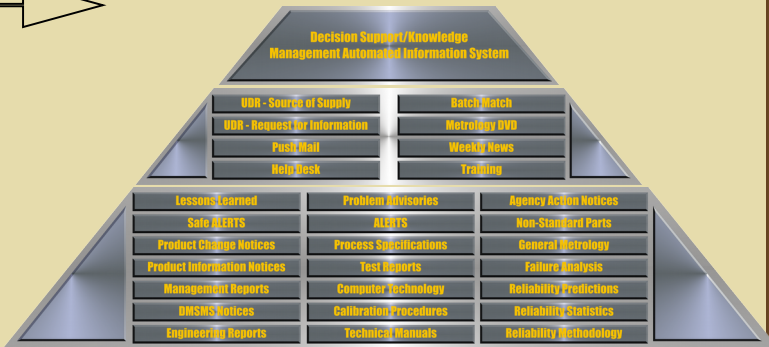 Decision Support/Knowledge
Management Automated Information System
UDR - Source of Supply
Batch Match
UDR - Request for Information
Metrology DVD
Push Mail
Weekly News
Help Desk
Training
Lessons Learned
Problem Advisories
Agency Action Notices
Safe ALERTS
ALERTS
Non-Standard Parts
Product Change Notices
Process Specifications
General Metrology
Product Information Notices
Test Reports
Failure Analysis
Management Reports
Computer Technology
Reliability Predictions
DMSMS Notices
Calibration Procedures
Reliability Statistics
Engineering Reports
Technical Manuals
Reliability Methodology